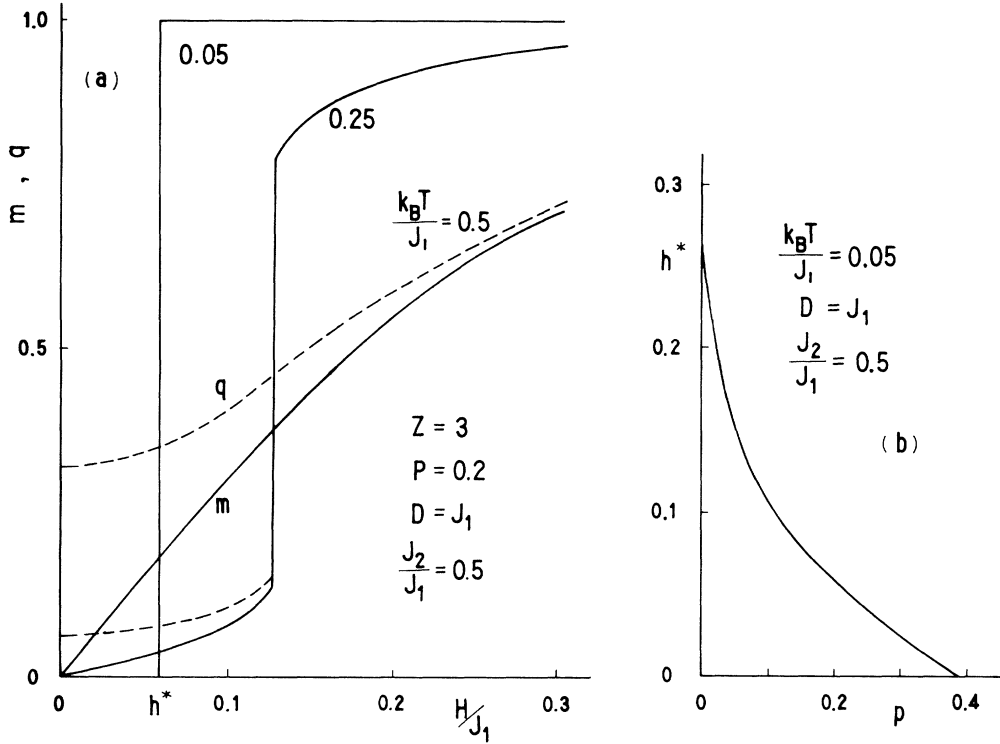 1.0
(a)
0.05
0.25
m , q
k_B T / J_1 = 0.5
0.5
q
m
Z = 3
P = 0.2
D = J_1
J_2 / J_1 = 0.5
0
0
h*
0.1
0.2
0.3
H/J_1
0.3
k_B T / J_1 = 0.05
h*
D = J_1
0.2
J_2 / J_1 = 0.5
(b)
0.1
0
0
0.2
0.4
p